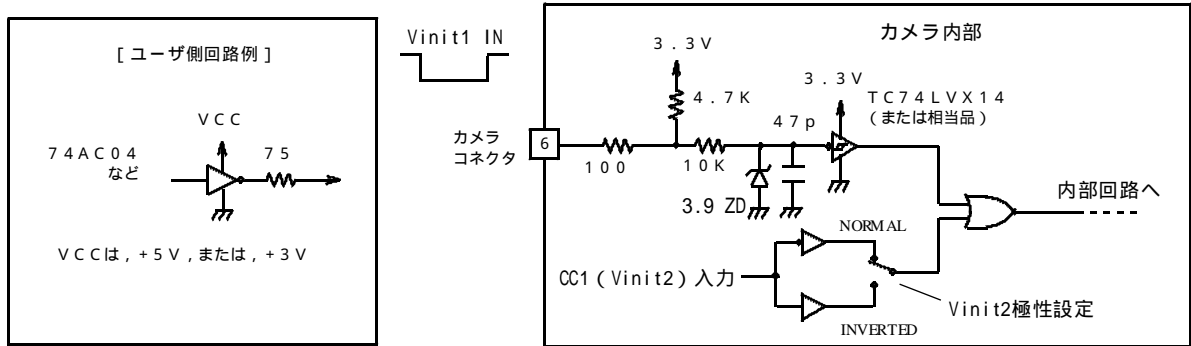 [ユーザ側回路例]
VCC
74AC04
など
75
VCCは,+5V,または,+3V
Vinit1 IN
カメラ
コネクタ
6
カメラ内部
3.3V
4.7K
100
10K
47p
3.9 ZD
3.3V
TC74LVX14
(または相当品)
内部回路へ
CC1(Vinit2)入力
NORMAL
INVERTED
Vinit2極性設定